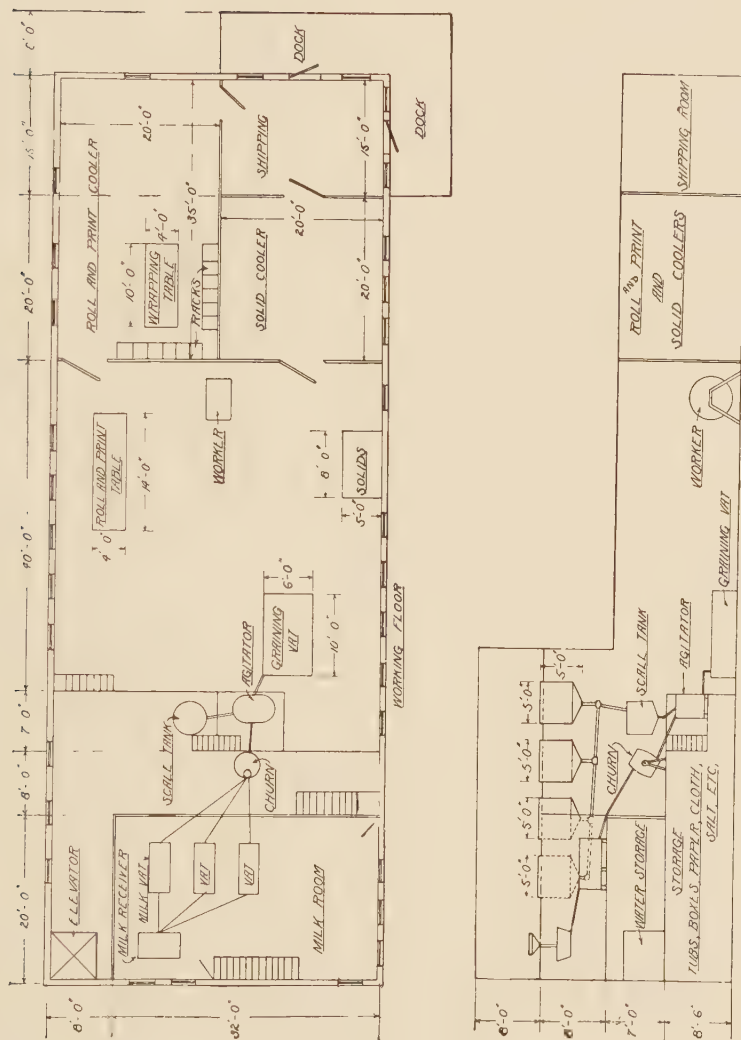 20'-0"
8'-0"
7'0"
40'-0"
20'-0"
15'-0"
6'0"
8'-0"
32'-0"
ELEVATOR
MILK RECEIVER
MILK VAT
VAT
VAT
MILK ROOM
SCALL TANK
CHURN
AGITATOR
GRAINING
VAT
6'-0"
10'0"
4'0"
ROLL AND PRINT
TABLE
14'-0"
WORKER
8'0"
SOLIDS
5'-0"
ROLL AND PRINT COOLER
20'-0"
10'-0"
4'-0"
WRAPPING
TABLE
RACKS
35'-0"
SOLID COOLER
20'-0"
20'-0"
SHIPPING
15'-0"
DOCK
DOCK
WORKING FLOOR
8'-0"
8'-0"
7'-0"
8'-6"
5'-0"
5'-0"
5'-0"
5'-0"
5'-0"
WATER STORAGE
CHURN
SCALL TANK
AGITATOR
GRAINING VAT
WORKER
STORAGE
TUBS, BOXES, PAPER, CLOTH,
SALT, ETC.
ROLL AND PRINT
AND
SOLID COOLERS
SHIPPING ROOM